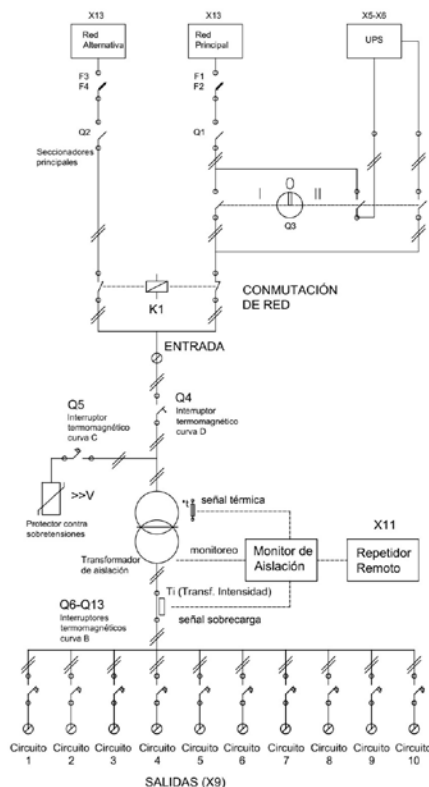 X13
X13
X5-X6
Red
Alternativa
Red
Principal
UPS
F3
F4
F1
F2
Q2
Q1
Seccionadores
principales
I
O
II
Q3
K1
CONMUTACIÓN
DE RED
ENTRADA
Q5
Interruptor
termomagnético
curva C
Q4
Interruptor
termomagnético
curva D
>>V
Protector contra
sobretensiones
señal térmica
X11
Transformador
de aislación
monitoreo
Monitor de
Aislación
Repetidor
Remoto
Ti (Transf. Intensidad)
señal sobrecarga
Q6-Q13
Interruptores
termomagnéticos
curva B
Circuito
1
Circuito
2
Circuito
3
Circuito
4
Circuito
5
Circuito
6
Circuito
7
Circuito
8
Circuito
9
Circuito
10
SALIDAS (X9)